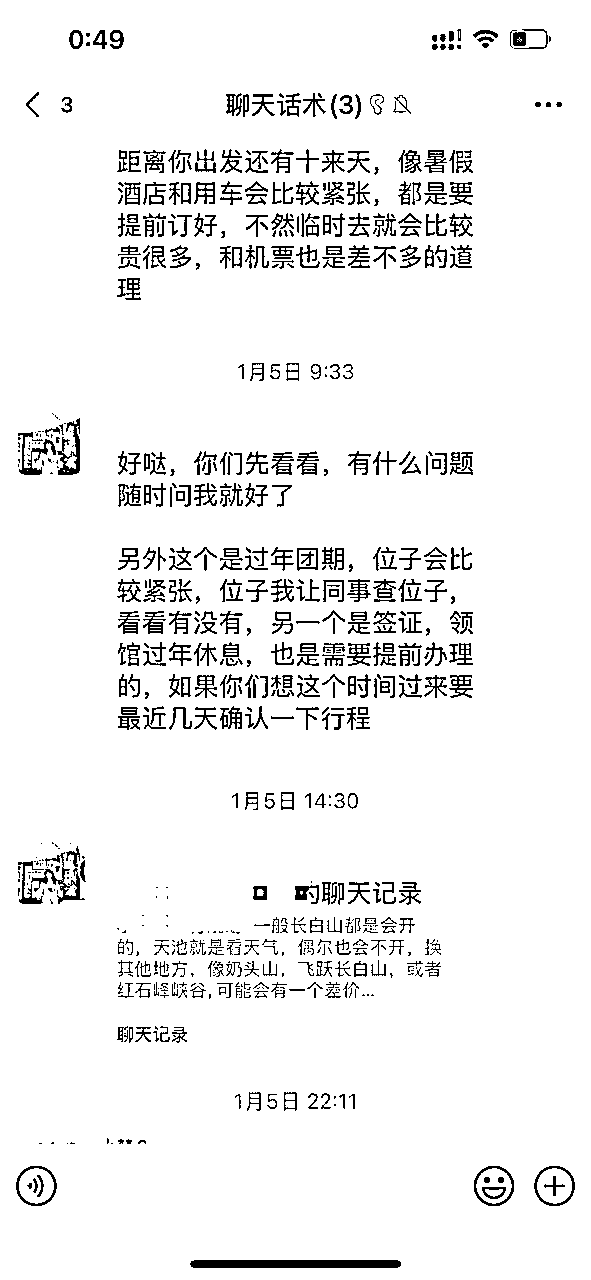 0:49
3
聊天话术(3)
距离你出发还有十来天，像暑假
酒店和用车会比较紧张，都是要
提前订好，不然临时去就会比较
贵很多，和机票也是差不多的道
理
1月5日 9:33
好哒，你们先看看，有什么问题
随时问我就好了
另外这个是过年团期，位子会比
较紧张，位子我让同事查位子，
看看有没有，另一个是签证，领
馆过年休息，也是需要提前办理
的，如果你们想这个时间过来要
最近几天确认一下行程
1月5日 14:30
的聊天记录
一般长白山都是会开
的，天池就是看天气，偶尔也会不开，换
其他地方，像奶头山，飞跃长白山，或者
红石峰峡谷,可能会有一个差价...
聊天记录
1月5日 22:11